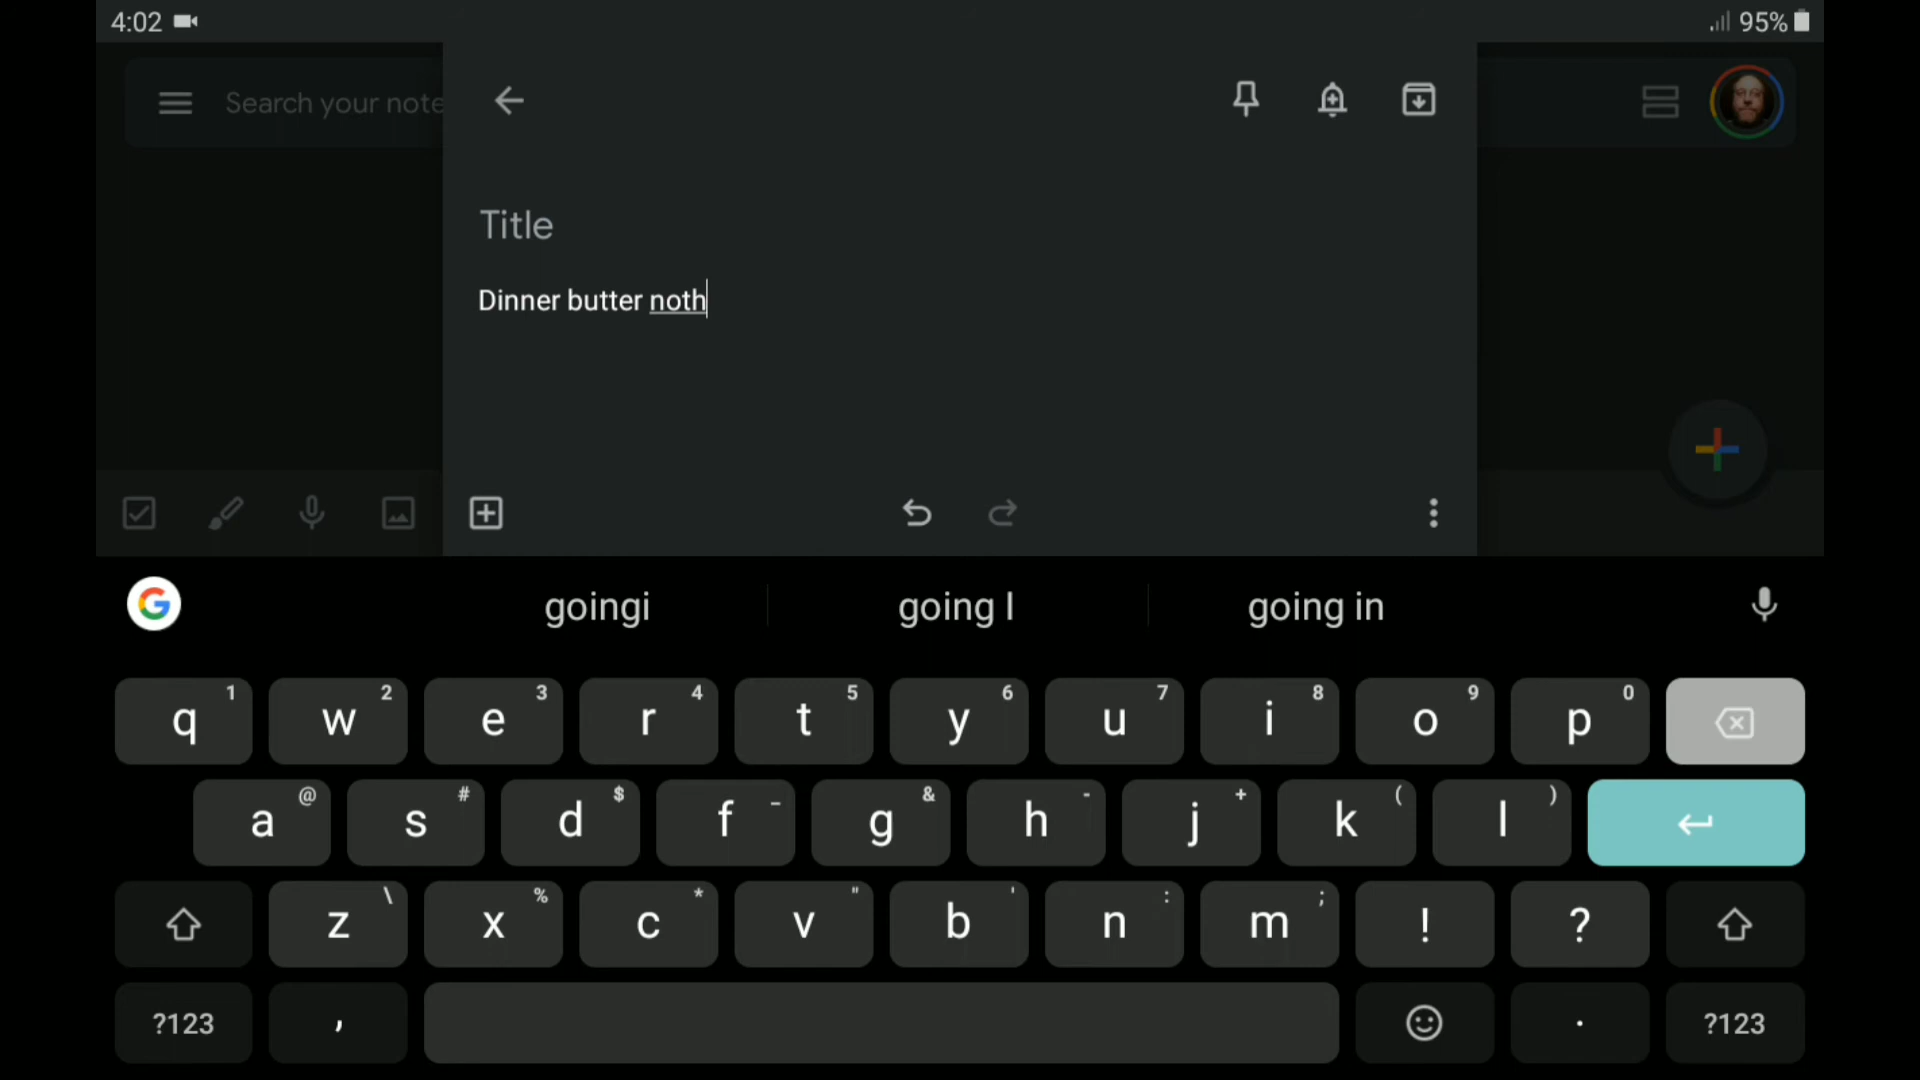 4:02 95%
Search your note
Title
Dinner butter noth
goingi going I going in
q 1 w 2 e 3 r 4 t 5 y 6 u 7 i 8 o 9 p 0
a @ s # d $ f _ g & h - j + k ( l )
z \ x % c * v " b ' n : m ; ! ?
?123 , . ?123